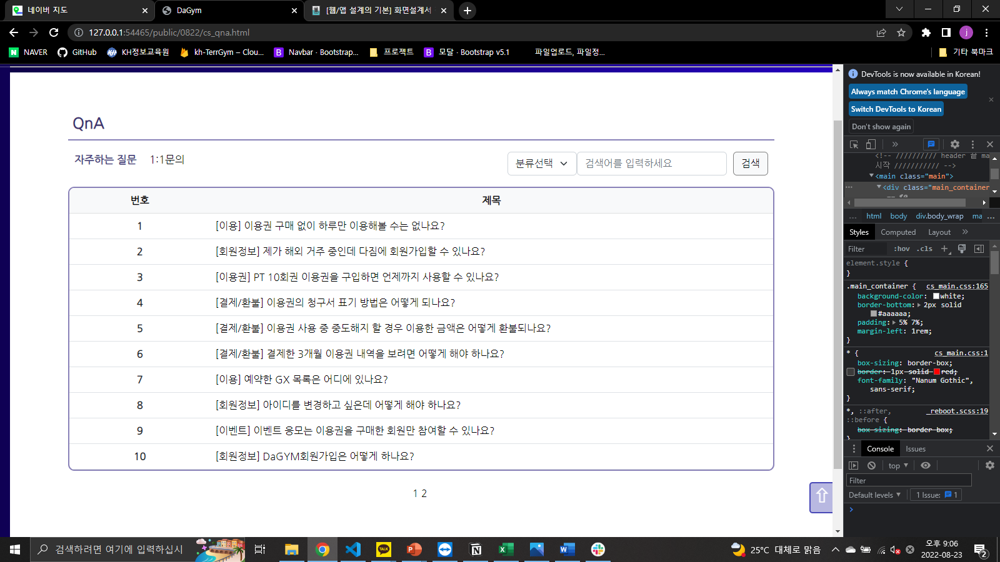 네이버 지도
DaGym
[웹/앱 설계의 기본] 화면설계서
127.0.0.1:54465/public/0822/cs_qna.html
NAVER
GitHub
KH정보교육원
kh-TerrGym – Clou...
Navbar · Bootstrap...
프로젝트
모달 · Bootstrap v5.1
파일업로드, 파일정...
기타 북마크
QnA
자주하는 질문 1:1문의
분류선택
검색어를 입력하세요
검색
번호 제목
1 [이용] 이용권 구매 없이 하루만 이용해볼 수는 없나요?
2 [회원정보] 제가 해외 거주 중인데 다짐에 회원가입할 수 있나요?
3 [이용권] PT 10회권 이용권을 구입하면 언제까지 사용할 수 있나요?
4 [결제/환불] 이용권의 청구서 표기 방법은 어떻게 되나요?
5 [결제/환불] 이용권 사용 중 중도해지 할 경우 이용한 금액은 어떻게 환불되나요?
6 [결제/환불] 결제한 3개월 이용권 내역을 보려면 어떻게 해야 하나요?
7 [이용] 예약한 GX 목록은 어디에 있나요?
8 [회원정보] 아이디를 변경하고 싶은데 어떻게 해야 하나요?
9 [이벤트] 이벤트 응모는 이용권을 구매한 회원만 참여할 수 있나요?
10 [회원정보] DaGYM회원가입은 어떻게 하나요?
1 2
DevTools is now available in Korean!
Always match Chrome's language
Switch DevTools to Korean
Don't show again
<!-- ////////// header 끝 ma
시작 /////////// -->
<main class="main">
<div class="main_container
== $0
... html body div.body_wrap ma ...
Styles Computed Layout
Filter :hov .cls
element.style {
}
.main_container { cs_main.css:165
background-color: white;
border-bottom: 2px solid
#aaaaaa;
padding: 5% 7%;
margin-left: 1rem;
}
* { cs_main.css:1
box-sizing: border-box;
border: 1px solid red;
font-family: "Nanum Gothic",
sans-serif;
}
*, ::after, _reboot.scss:19
::before {
box-sizing: border-box;
}
Console Issues
top
Filter
Default levels 1 Issue: 1
검색하려면 여기에 입력하십시
25°C 대체로 맑음
오후 9:06
2022-08-23
2